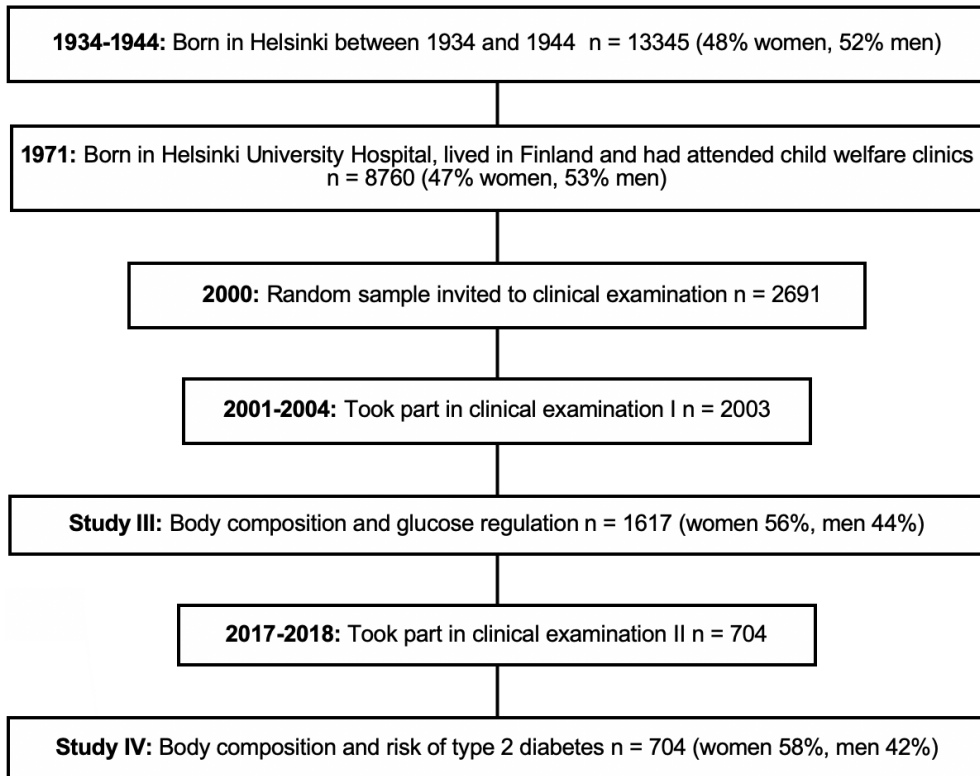 1934-1944: Born in Helsinki between 1934 and 1944 n = 13345 (48% women, 52% men)
1971: Born in Helsinki University Hospital, lived in Finland and had attended child welfare clinics
n = 8760 (47% women, 53% men)
2000: Random sample invited to clinical examination n = 2691
2001-2004: Took part in clinical examination I n = 2003
Study III: Body composition and glucose regulation n = 1617 (women 56%, men 44%)
2017-2018: Took part in clinical examination II n = 704
Study IV: Body composition and risk of type 2 diabetes n = 704 (women 58%, men 42%)